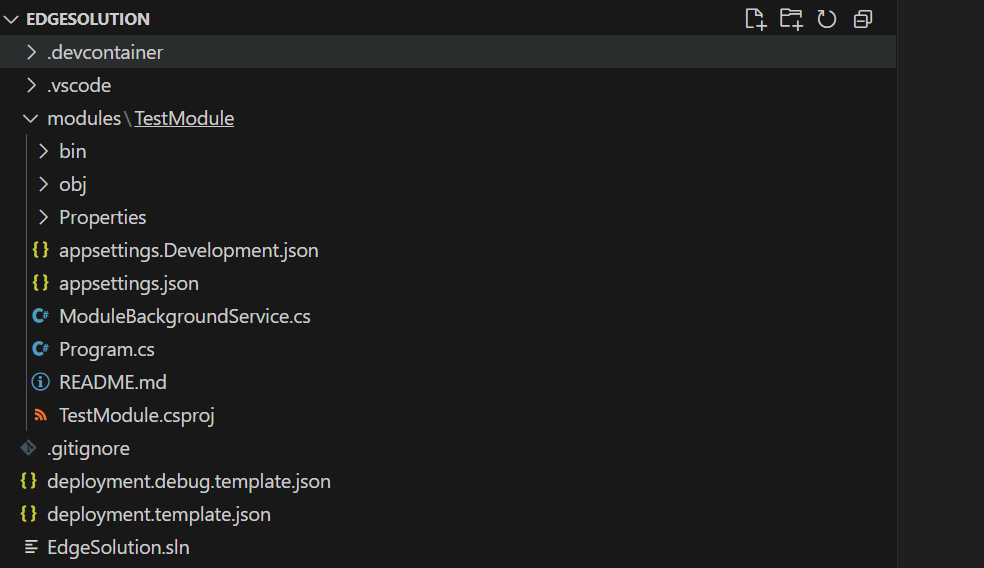 EDGESOLUTION
.devcontainer
.vscode
modules\TestModule
bin
obj
Properties
{} appsettings.Development.json
{} appsettings.json
C# ModuleBackgroundService.cs
C# Program.cs
README.md
TestModule.csproj
.gitignore
{} deployment.debug.template.json
{} deployment.template.json
EdgeSolution.sln